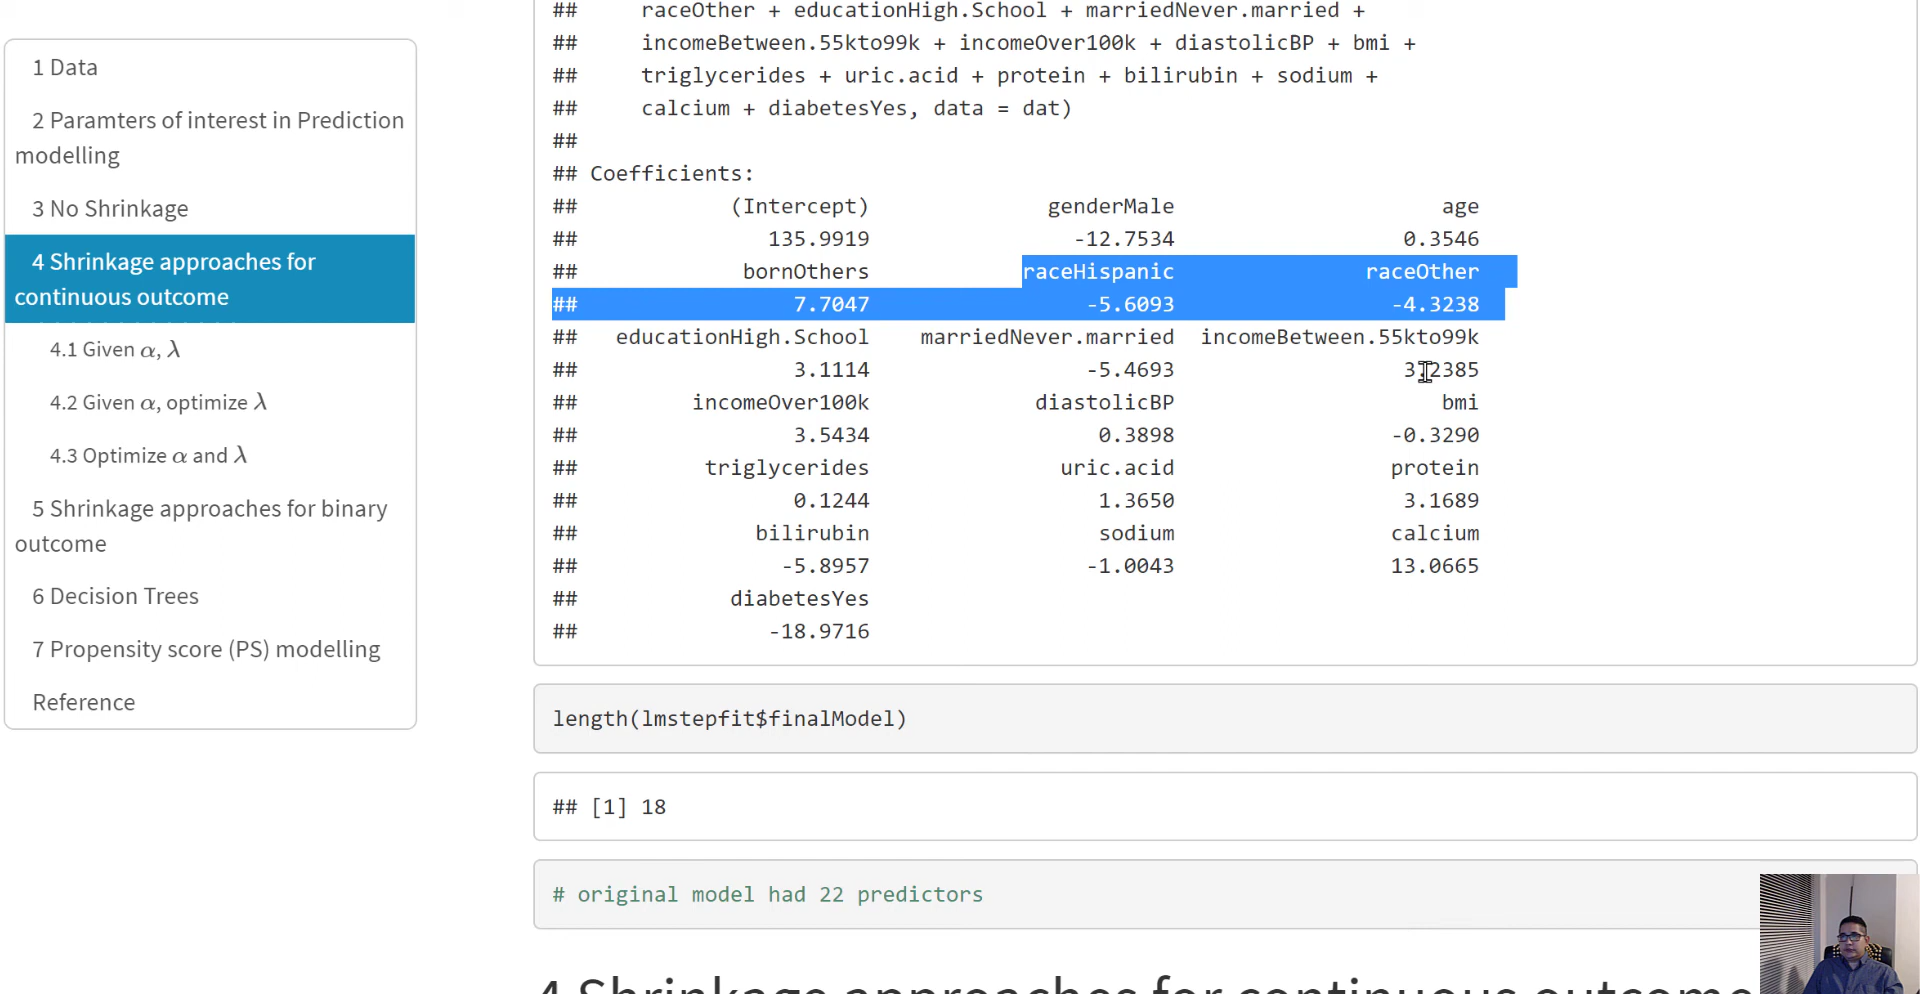 1 Data
2 Paramters of interest in Prediction
modelling
3 No Shrinkage
4 Shrinkage approaches for
continuous outcome
4.1 Given α, λ
4.2 Given α, optimize λ
4.3 Optimize α and λ
5 Shrinkage approaches for binary
outcome
6 Decision Trees
7 Propensity score (PS) modelling
Reference
## raceOther + educationHigh.School + marriedNever.married +
## incomeBetween.55kto99k + incomeOver100k + diastolicBP + bmi +
## triglycerides + uric.acid + protein + bilirubin + sodium +
## calcium + diabetesYes, data = dat)
##
## Coefficients:
## (Intercept) genderMale age
## 135.9919 -12.7534 0.3546
## bornOthers raceHispanic raceOther
## 7.7047 -5.6093 -4.3238
## educationHigh.School marriedNever.married incomeBetween.55kto99k
## 3.1114 -5.4693 3.2385
## incomeOver100k diastolicBP bmi
## 3.5434 0.3898 -0.3290
## triglycerides uric.acid protein
## 0.1244 1.3650 3.1689
## bilirubin sodium calcium
## -5.8957 -1.0043 13.0665
## diabetesYes
## -18.9716
length(lmstepfit$finalModel)
## [1] 18
# original model had 22 predictors
4 Shrinkage approaches for continuous outcome